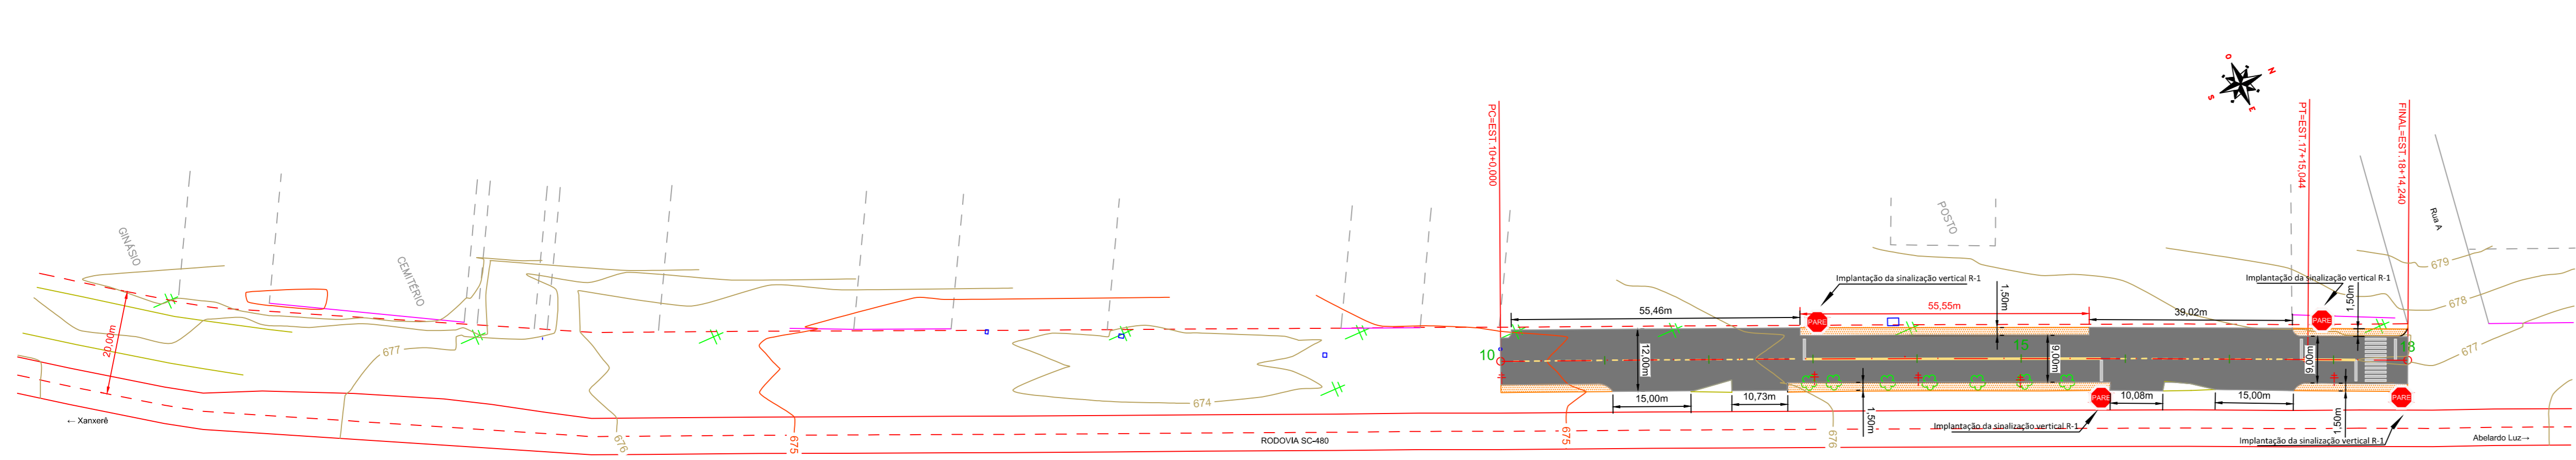 O
N
S
E
PC=EST.10+0,000
PT=EST.17+15,044
FINAL=EST.18+14,240
GINÁSIO
CEMITÉRIO
POSTO
Rua A
679
678
677
Implantação da sinalização vertical R-1
Implantação da sinalização vertical R-1
55,46m
55,55m
39,02m
1,50m
1,50m
PARE
PARE
20,00m
677
10
12,00m
15
9,00m
9,00m
18
674
15,00m
10,73m
1,50m
PARE
10,08m
15,00m
1,50m
PARE
← Xanxerê
676
675
RODOVIA SC-480
675
676
Implantação da sinalização vertical R-1
Implantação da sinalização vertical R-1
Abelardo Luz→